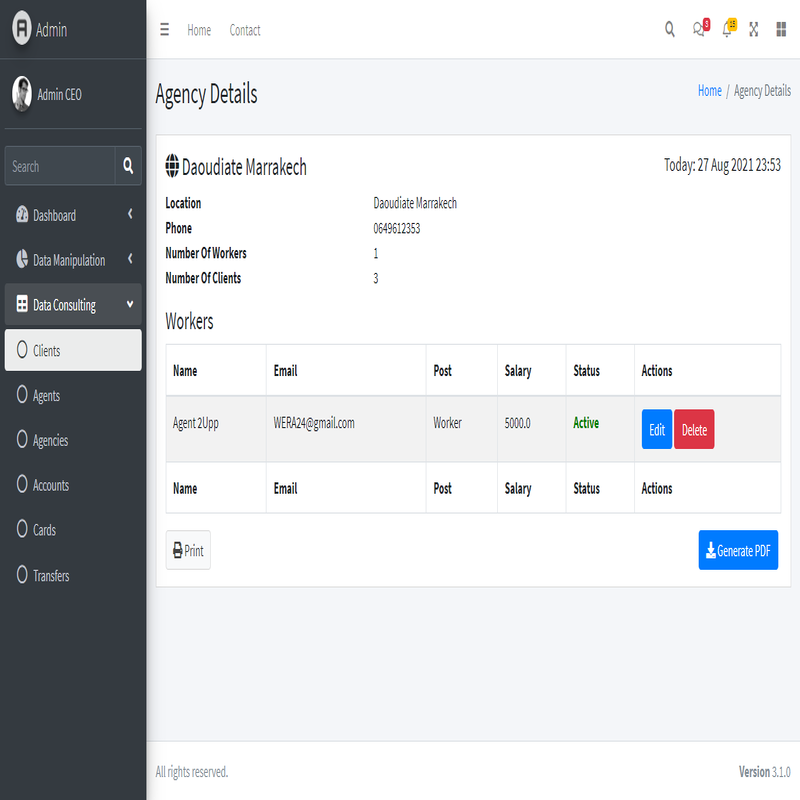 Admin
Home Contact
3
15
Admin CEO
Search
Dashboard
Data Manipulation
Data Consulting
Clients
Agents
Agencies
Accounts
Cards
Transfers
Agency Details
Home / Agency Details
Daoudiate Marrakech
Today: 27 Aug 2021 23:53
Location Daoudiate Marrakech
Phone 0649612353
Number Of Workers 1
Number Of Clients 3
Workers
Name Email Post Salary Status Actions
Agent 2Upp WERA24@gmail.com Worker 5000.0 Active Edit Delete
Name Email Post Salary Status Actions
Print
Generate PDF
All rights reserved.
Version 3.1.0